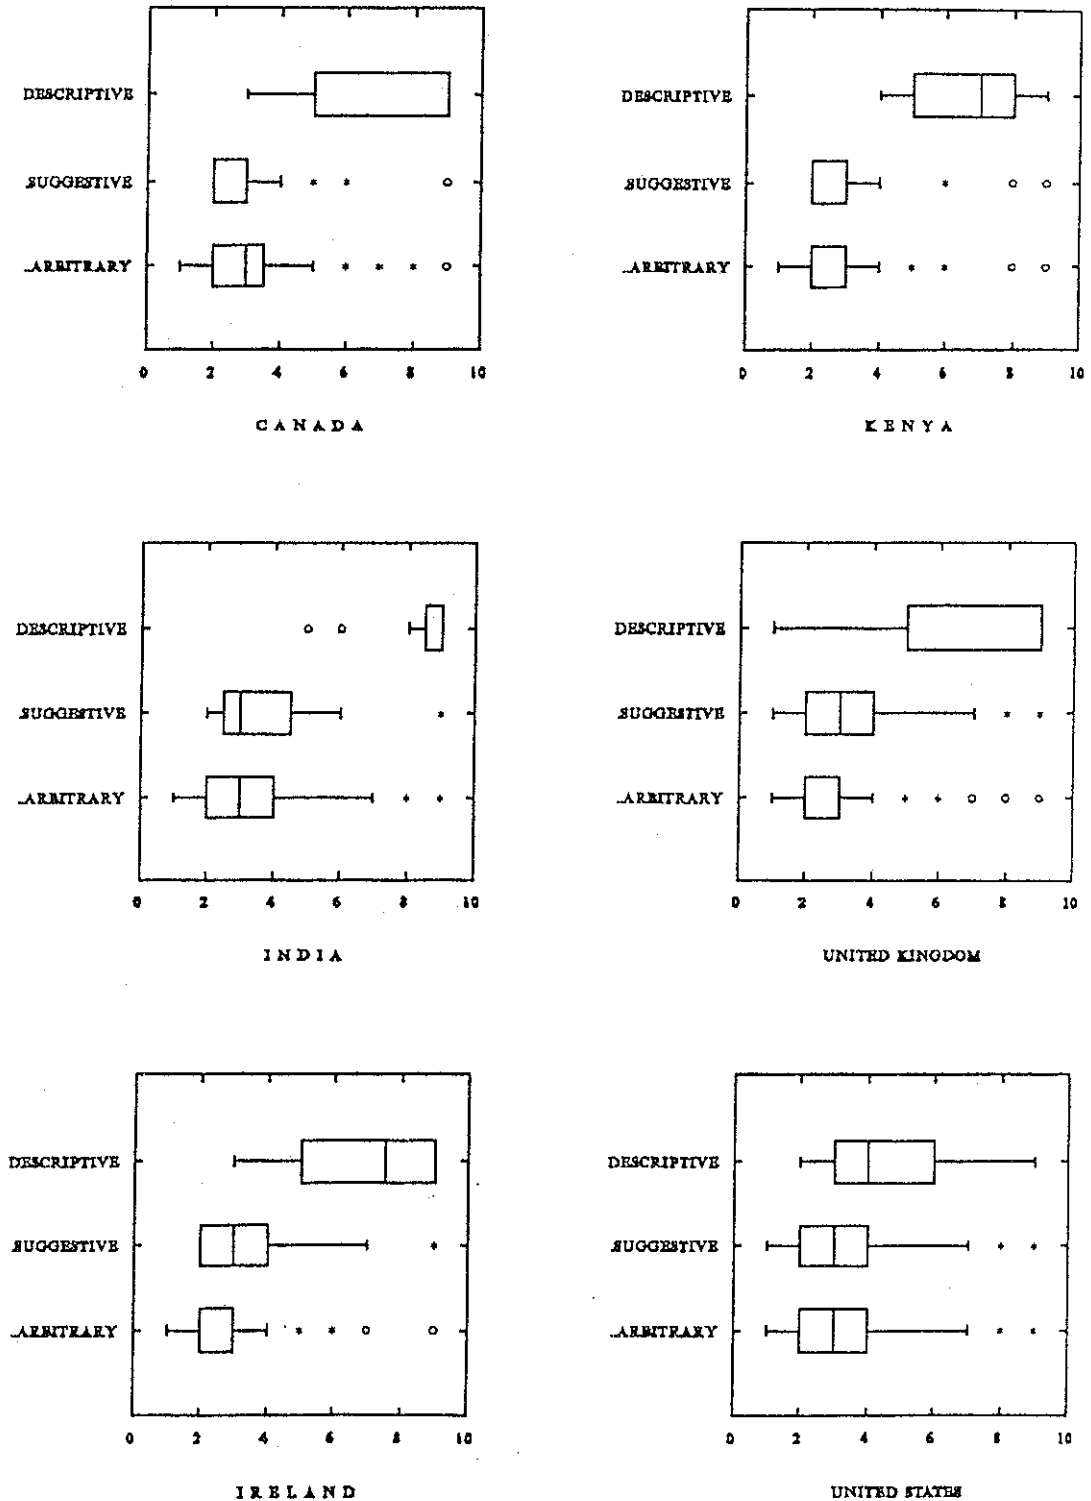 DESCRIPTIVE
SUGGESTIVE
ARBITRARY
0 2 4 6 8 10
CANADA
DESCRIPTIVE
SUGGESTIVE
ARBITRARY
0 2 4 6 8 10
KENYA
DESCRIPTIVE
SUGGESTIVE
ARBITRARY
0 2 4 6 8 10
INDIA
DESCRIPTIVE
SUGGESTIVE
ARBITRARY
0 2 4 6 8 10
UNITED KINGDOM
DESCRIPTIVE
SUGGESTIVE
ARBITRARY
0 2 4 6 8 10
IRELAND
DESCRIPTIVE
SUGGESTIVE
ARBITRARY
0 2 4 6 8 10
UNITED STATES